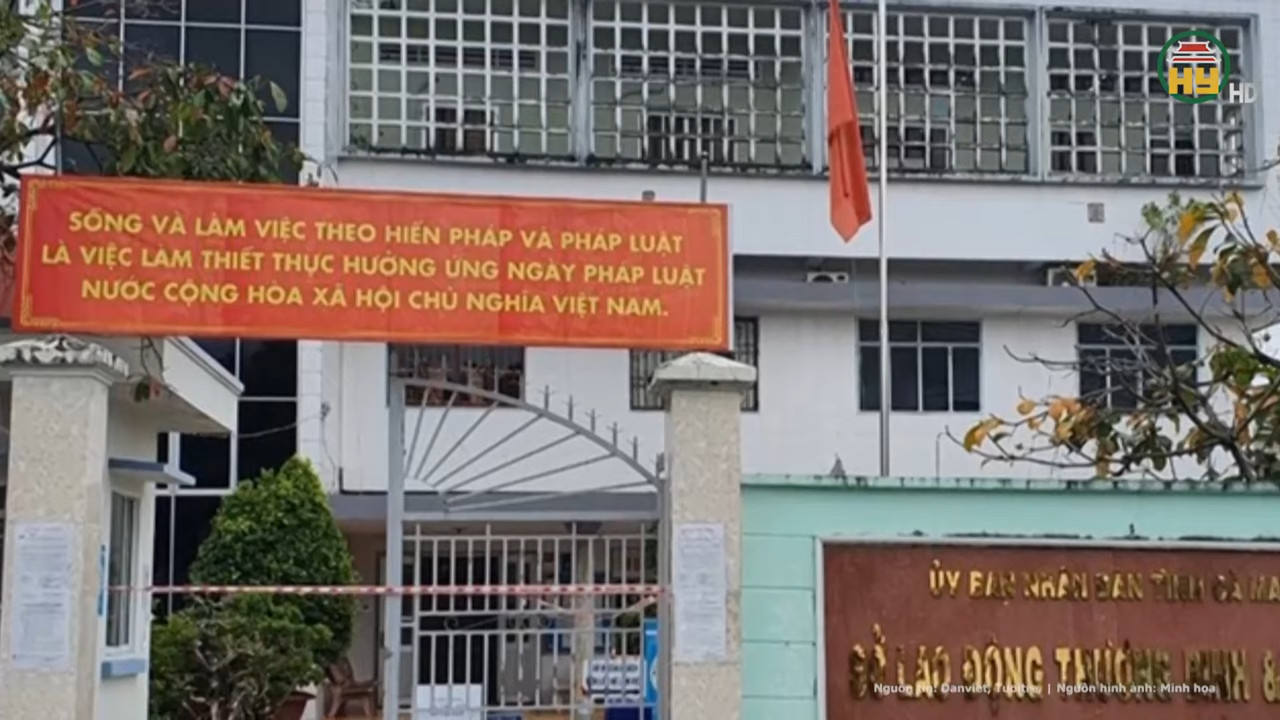 HY HD
SỐNG VÀ LÀM VIỆC THEO HIẾN PHÁP VÀ PHÁP LUẬT
LÀ VIỆC LÀM THIẾT THỰC HƯỞNG ỨNG NGÀY PHÁP LUẬT
NƯỚC CỘNG HÒA XÃ HỘI CHỦ NGHĨA VIỆT NAM.
ỦY BAN NHÂN DÂN TỈNH CÀ MA
SỞ LAO ĐỘNG THƯƠNG BINH &
Nguồn tin: Danviet, Tuoitre | Nguồn hình ảnh: Minh họa